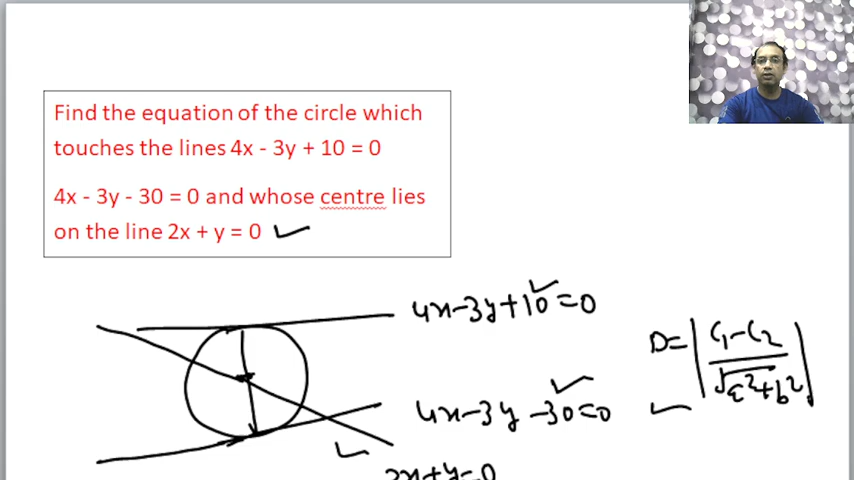 Find the equation of the circle which
touches the lines 4x - 3y + 10 = 0
4x - 3y - 30 = 0 and whose centre lies
on the line 2x + y = 0
4x-3y+10=0
D=|C1-C2/√a²+b²|
4x-3y-30=0
2x+y=0